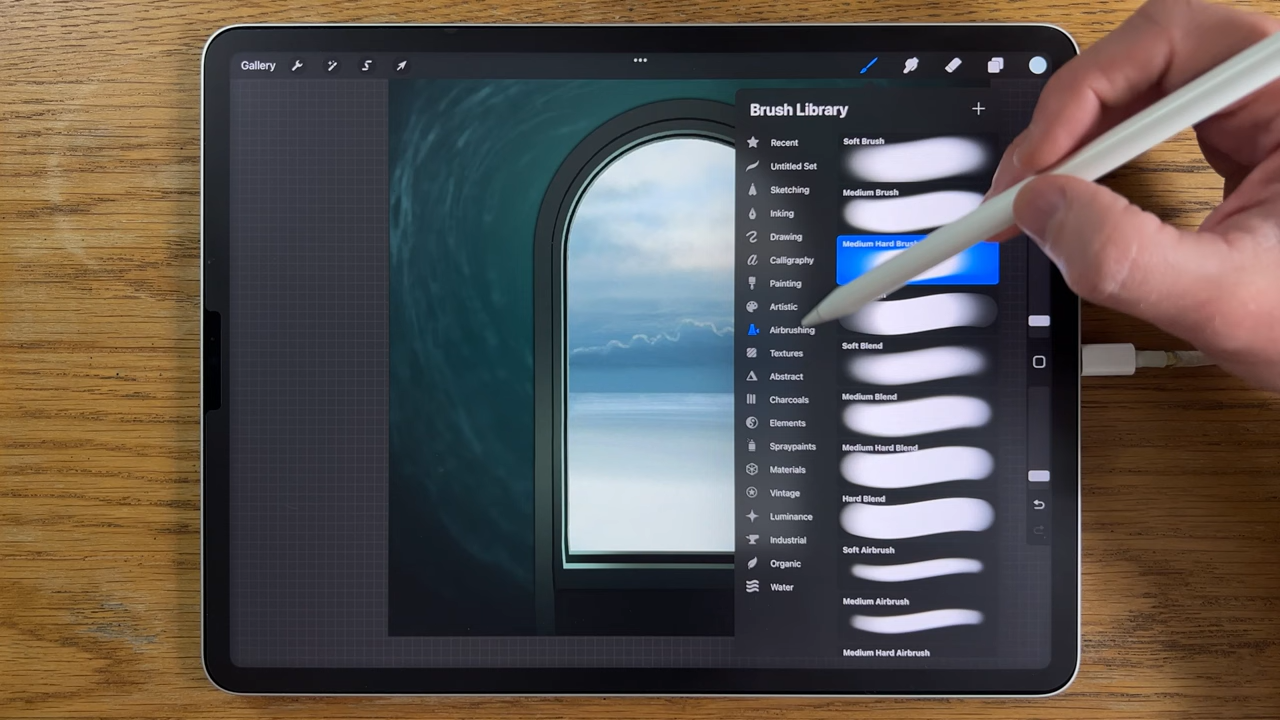 Gallery
Brush Library
Recent
Untitled Set
Sketching
Inking
Drawing
Calligraphy
Painting
Artistic
Airbrushing
Textures
Abstract
Charcoals
Elements
Spraypaints
Materials
Vintage
Luminance
Industrial
Organic
Water
Soft Brush
Medium Brush
Medium Hard
Soft Blend
Medium Blend
Medium Hard Blend
Hard Blend
Soft Airbrush
Medium Airbrush
Medium Hard Airbrush